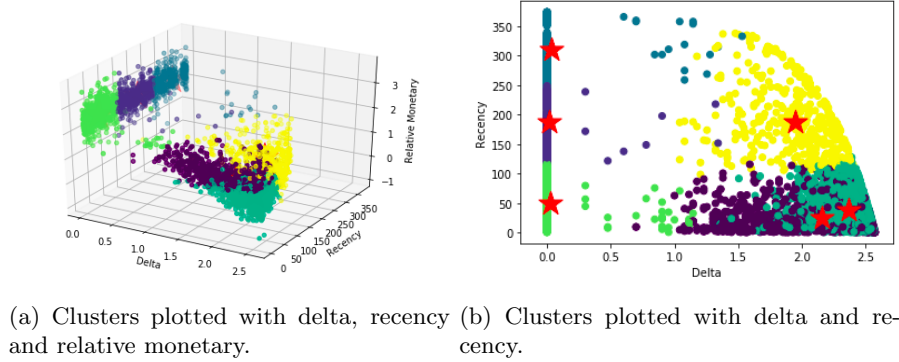 3
2
1
0
-1
Relative Monetary
0.0
0.5
1.0
1.5
2.0
2.5
Delta
0
50
100
150
200
250
300
350
Recency
350
300
250
200
150
100
50
0
Recency
0.0 0.5 1.0 1.5 2.0 2.5
Delta
(a) Clusters plotted with delta, recency
and relative monetary.
(b) Clusters plotted with delta and re-
cency.